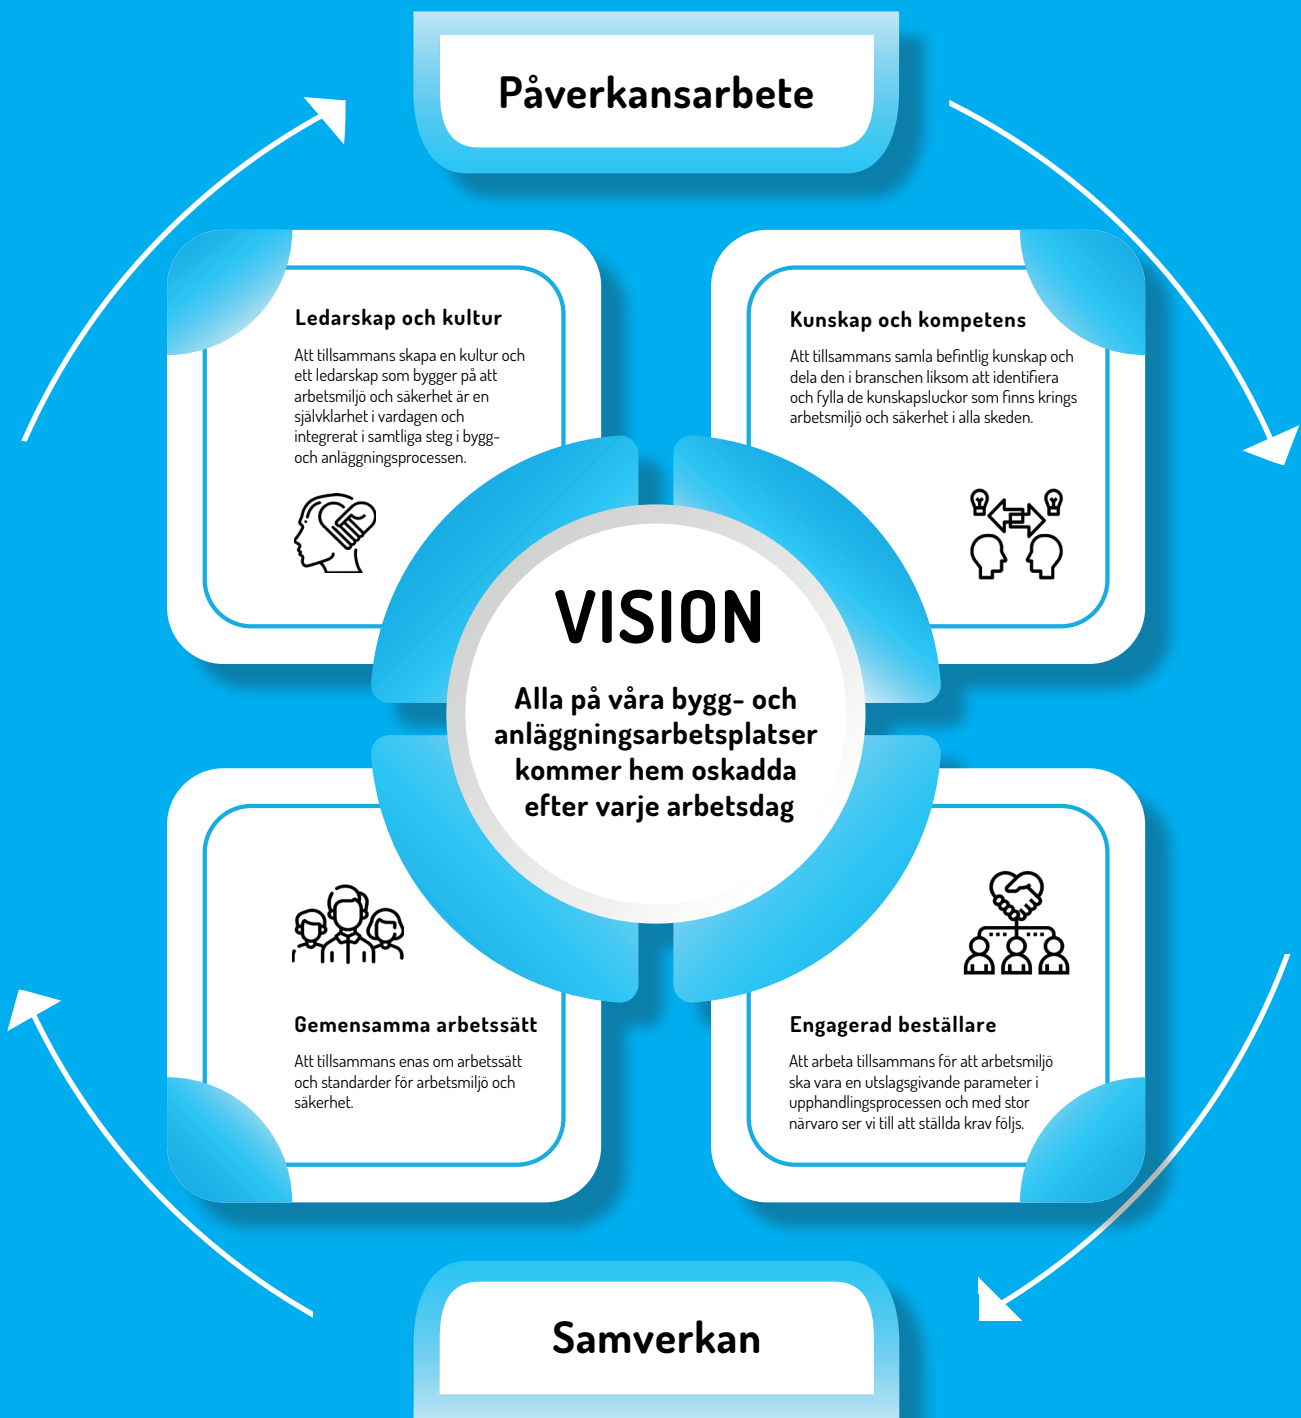 Påverkansarbete
Ledarskap och kultur
Att tillsammans skapa en kultur och
ett ledarskap som bygger på att
arbetsmiljö och säkerhet är en
självklarhet i vardagen och
integrerat i samtliga steg i bygg-
och anläggningsprocessen.
Kunskap och kompetens
Att tillsammans samla befintlig kunskap och
dela den i branschen liksom att identifiera
och fylla de kunskapsluckor som finns krings
arbetsmiljö och säkerhet i alla skeden.
VISION
Alla på våra bygg- och
anläggningsarbetsplatser
kommer hem oskadda
efter varje arbetsdag
Gemensamma arbetssätt
Att tillsammans enas om arbetssätt
och standarder för arbetsmiljö och
säkerhet.
Engagerad beställare
Att arbeta tillsammans för att arbetsmiljö
ska vara en utslagsgivande parameter i
upphandlingsprocessen och med stor
närvaro ser vi till att ställda krav följs.
Samverkan